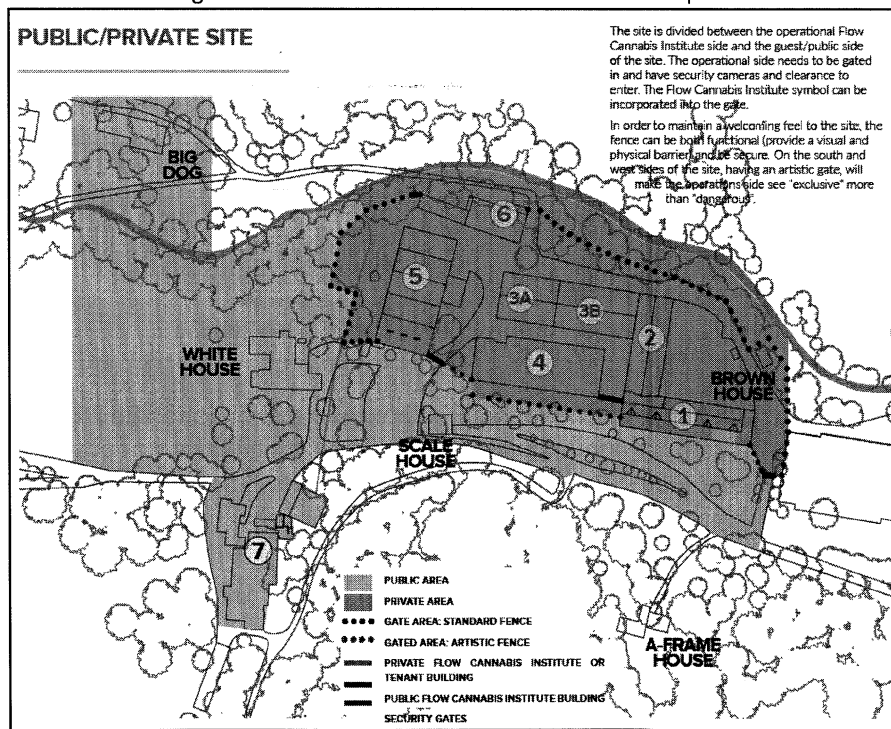 PUBLIC/PRIVATE SITE
The site is divided between the operational Flow
Cannabis Institute side and the guest/public side
of the site. The operational side needs to be gated
in and have security cameras and clearance to
enter. The Flow Cannabis Institute symbol can be
incorporated into the gate.
In order to maintain a welcoming feel to the site, the
fence can be both functional (provide a visual and
physical barrier) and be secure. On the south and
west sides of the site, having an artistic gate, will
make the operations side see "exclusive" more
than "dangerous".
BIG
DOG
6
5
3A
3B
2
WHITE
HOUSE
4
BROWN
HOUSE
1
SCALE
HOUSE
7
PUBLIC AREA
PRIVATE AREA
GATE AREA: STANDARD FENCE
GATED AREA: ARTISTIC FENCE
PRIVATE FLOW CANNABIS INSTITUTE OR
TENANT BUILDING
PUBLIC FLOW CANNABIS INSTITUTE BUILDING
SECURITY GATES
A-FRAME
HOUSE